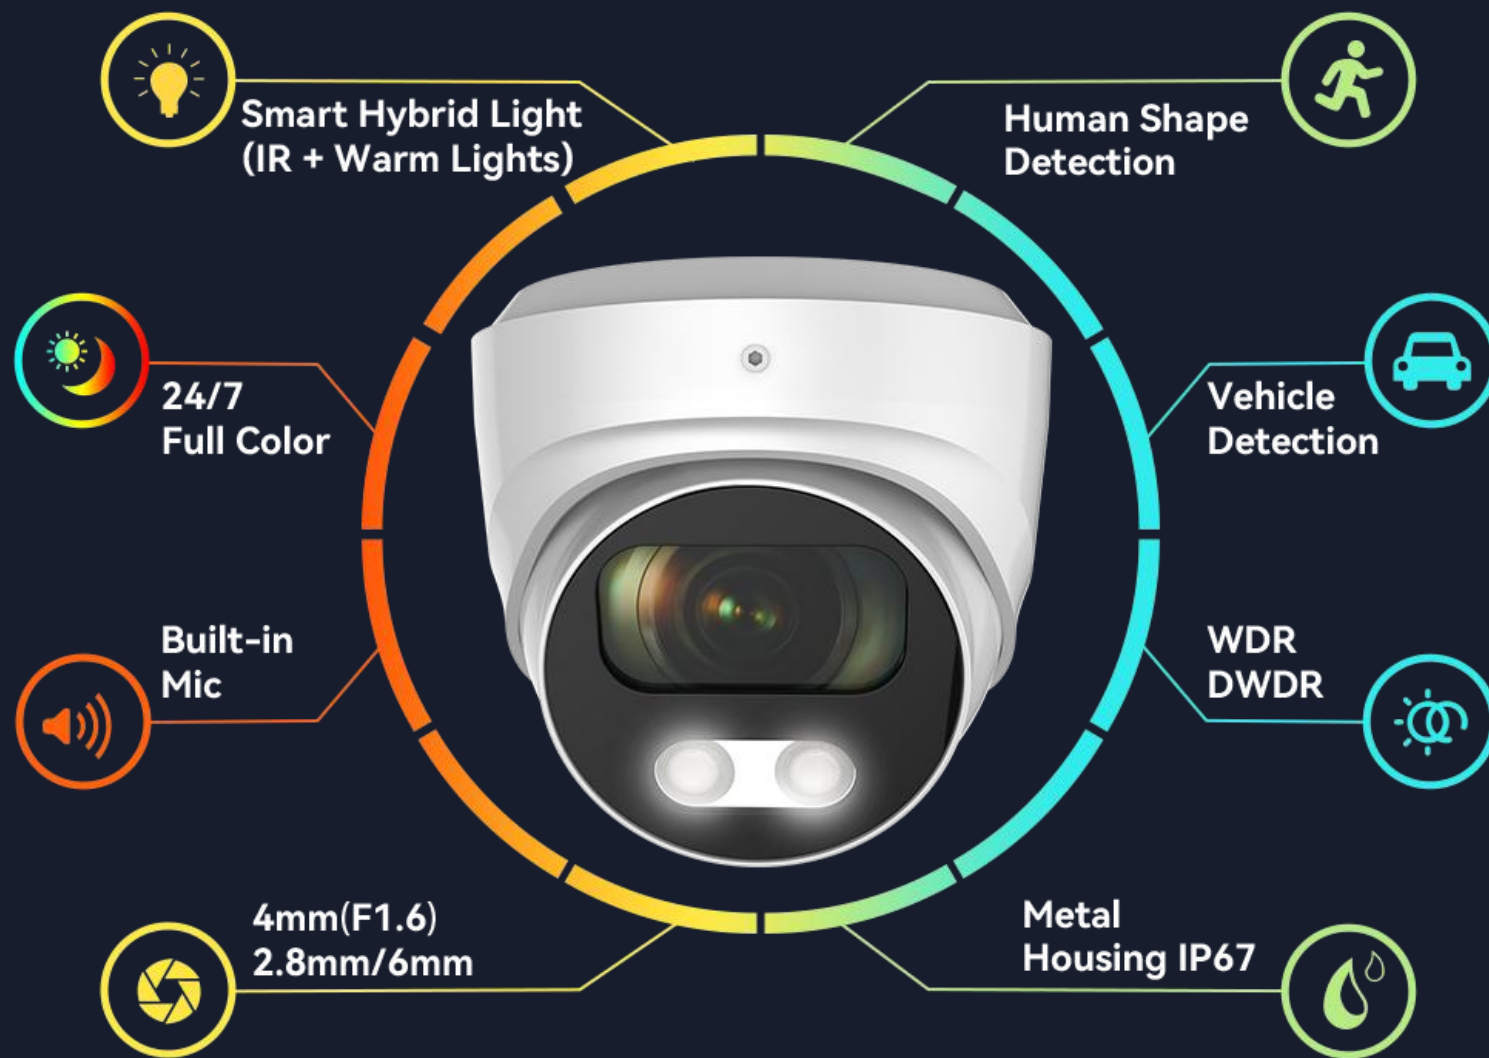 Smart Hybrid Light
(IR + Warm Lights)
Human Shape
Detection
24/7
Full Color
Vehicle
Detection
Built-in
Mic
WDR
DWDR
4mm(F1.6)
2.8mm/6mm
Metal
Housing IP67